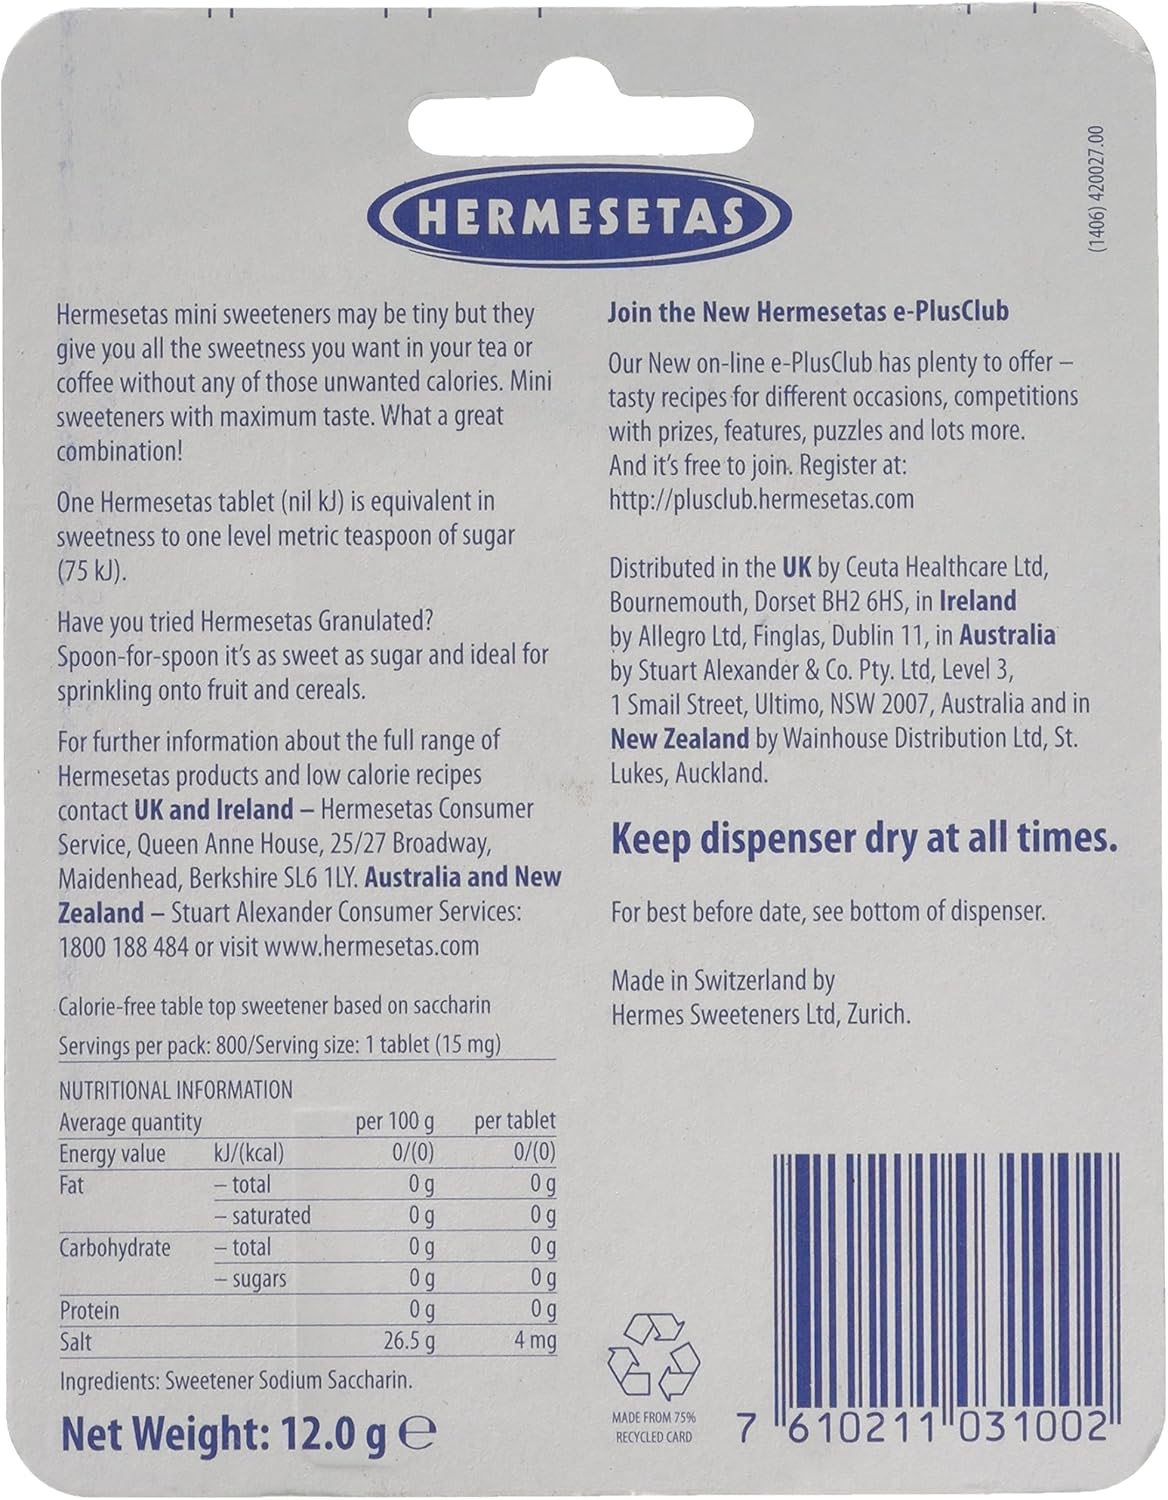 (1406) 420027.00
HERMESETAS
Hermesetas mini sweeteners may be tiny but they
give you all the sweetness you want in your tea or
coffee without any of those unwanted calories. Mini
sweeteners with maximum taste. What a great
combination!
One Hermesetas tablet (nil kJ) is equivalent in
sweetness to one level metric teaspoon of sugar
(75 kJ).
Have you tried Hermesetas Granulated?
Spoon-for-spoon it's as sweet as sugar and ideal for
sprinkling onto fruit and cereals.
For further information about the full range of
Hermesetas products and low calorie recipes
contact UK and Ireland – Hermesetas Consumer
Service, Queen Anne House, 25/27 Broadway,
Maidenhead, Berkshire SL6 1LY. Australia and New
Zealand – Stuart Alexander Consumer Services:
1800 188 484 or visit www.hermesetas.com
Calorie-free table top sweetener based on saccharin
Servings per pack: 800/Serving size: 1 tablet (15 mg)
NUTRITIONAL INFORMATION
Average quantity per 100 g per tablet
Energy value kJ/(kcal) 0/(0) 0/(0)
Fat – total 0 g 0 g
– saturated 0 g 0 g
Carbohydrate – total 0 g 0 g
– sugars 0 g 0 g
Protein 0 g 0 g
Salt 26.5 g 4 mg
Ingredients: Sweetener Sodium Saccharin.
Net Weight: 12.0 g ℮
Join the New Hermesetas e-PlusClub
Our New on-line e-PlusClub has plenty to offer –
tasty recipes for different occasions, competitions
with prizes, features, puzzles and lots more.
And it's free to join. Register at:
http://plusclub.hermesetas.com
Distributed in the UK by Ceuta Healthcare Ltd,
Bournemouth, Dorset BH2 6HS, in Ireland
by Allegro Ltd, Finglas, Dublin 11, in Australia
by Stuart Alexander & Co. Pty. Ltd, Level 3,
1 Smail Street, Ultimo, NSW 2007, Australia and in
New Zealand by Wainhouse Distribution Ltd, St.
Lukes, Auckland.
Keep dispenser dry at all times.
For best before date, see bottom of dispenser.
Made in Switzerland by
Hermes Sweeteners Ltd, Zurich.
MADE FROM 75%
RECYCLED CARD
7 610211 031002